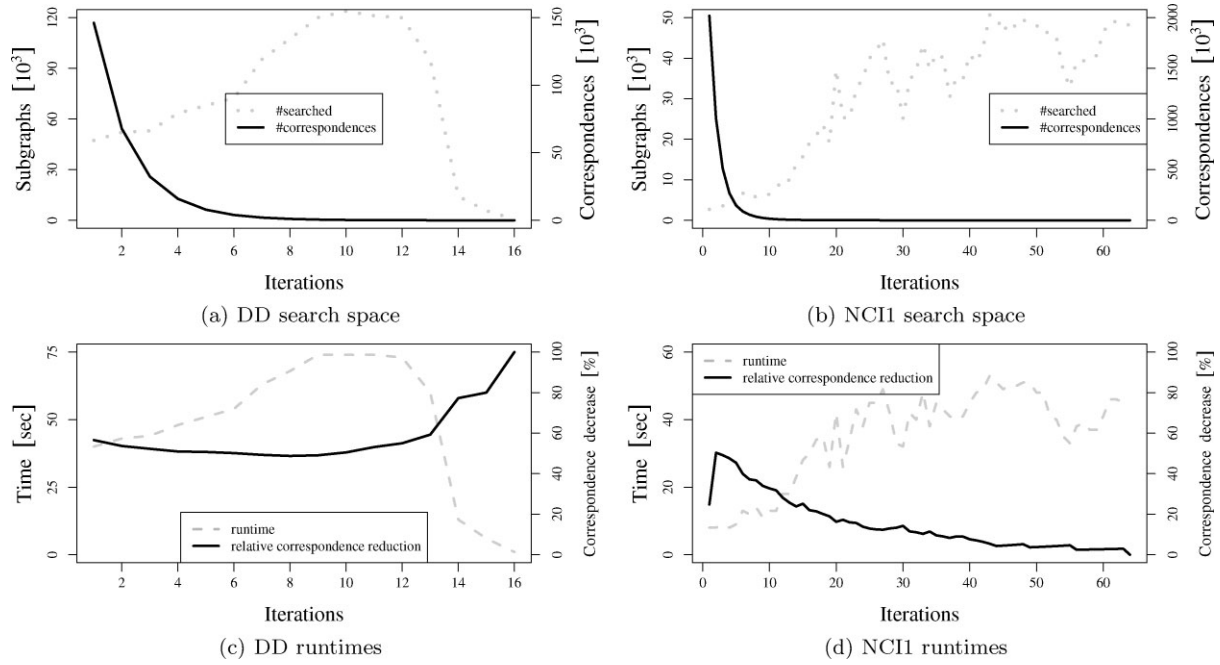 Subgraphs [10³]
0 30 60 90 120
#searched
#correspondences
0 50 100 150
Correspondences [10³]
2 4 6 8 10 12 14 16
Iterations
(a) DD search space
Subgraphs [10³]
0 10 20 30 40 50
#searched
#correspondences
0 500 1000 1500 2000
Correspondences [10³]
0 10 20 30 40 50 60
Iterations
(b) NCI1 search space
Time [sec]
0 25 50 75
runtime
relative correspondence reduction
0 20 40 60 80 100
Correspondence decrease [%]
2 4 6 8 10 12 14 16
Iterations
(c) DD runtimes
Time [sec]
0 20 40 60
runtime
relative correspondence reduction
0 20 40 60 80 100
Correspondence decrease [%]
0 10 20 30 40 50 60
Iterations
(d) NCI1 runtimes